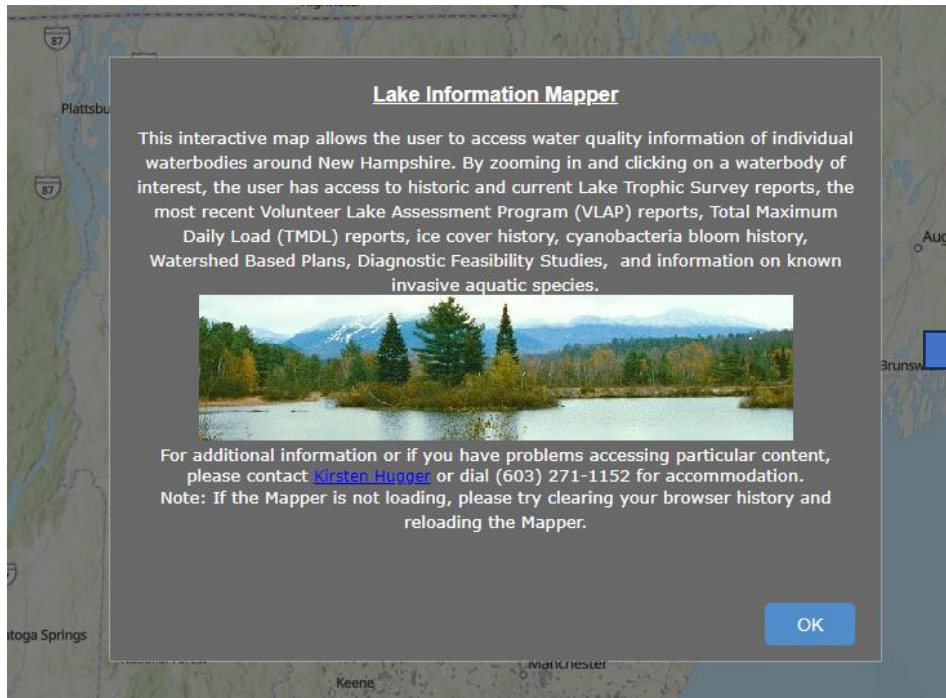 87
Plattsbu
87
Lake Information Mapper
This interactive map allows the user to access water quality information of individual
waterbodies around New Hampshire. By zooming in and clicking on a waterbody of
interest, the user has access to historic and current Lake Trophic Survey reports, the
most recent Volunteer Lake Assessment Program (VLAP) reports, Total Maximum
Daily Load (TMDL) reports, ice cover history, cyanobacteria bloom history,
Watershed Based Plans, Diagnostic Feasibility Studies,  and information on known
invasive aquatic species.
Aug
Brunsw
For additional information or if you have problems accessing particular content,
please contact Kirsten Hugger or dial (603) 271-1152 for accommodation.
Note: If the Mapper is not loading, please try clearing your browser history and
reloading the Mapper.
OK
toga Springs
Manchester
Keene